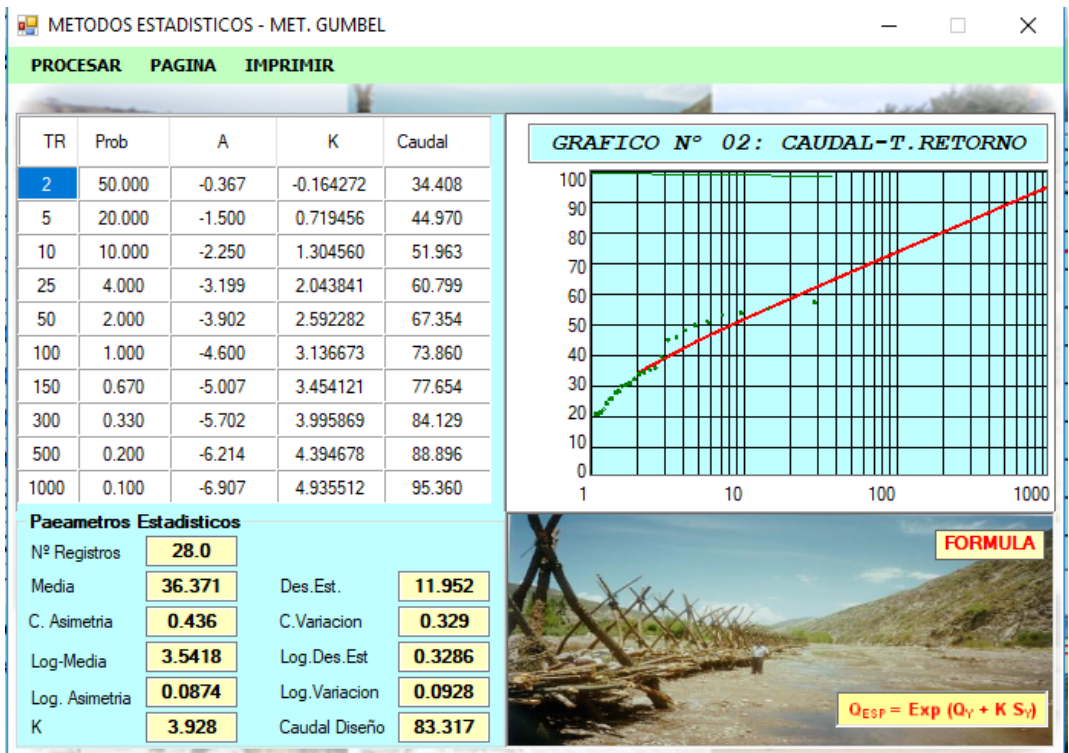 METODOS ESTADISTICOS - MET. GUMBEL
PROCESAR PAGINA IMPRIMIR
TR Prob A K Caudal
2 50.000 -0.367 -0.164272 34.408
5 20.000 -1.500 0.719456 44.970
10 10.000 -2.250 1.304560 51.963
25 4.000 -3.199 2.043841 60.799
50 2.000 -3.902 2.592282 67.354
100 1.000 -4.600 3.136673 73.860
150 0.670 -5.007 3.454121 77.654
300 0.330 -5.702 3.995869 84.129
500 0.200 -6.214 4.394678 88.896
1000 0.100 -6.907 4.935512 95.360
GRAFICO Nº 02: CAUDAL-T.RETORNO
100
90
80
70
60
50
40
30
20
10
0
1 10 100 1000
Paeametros Estadisticos
Nº Registros 28.0
Media 36.371 Des.Est. 11.952
C. Asimetria 0.436 C.Variacion 0.329
Log-Media 3.5418 Log.Des.Est 0.3286
Log. Asimetria 0.0874 Log.Variacion 0.0928
K 3.928 Caudal Diseño 83.317
FORMULA
QESP = Exp (QY + K SY)